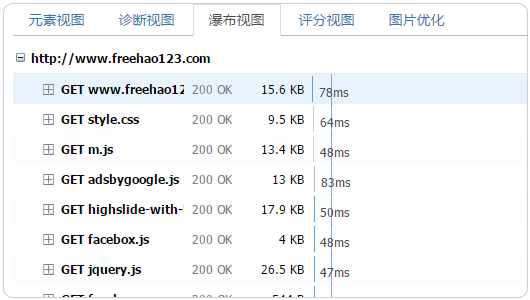 元素视图 诊断视图 瀑布视图 评分视图 图片优化
http://www.freehao123.com
GET www.freehao12 200 OK 15.6 KB 78ms
GET style.css 200 OK 9.5 KB 64ms
GET m.js 200 OK 13.4 KB 48ms
GET adsbygoogle.js 200 OK 13 KB 83ms
GET highslide-with- 200 OK 17.9 KB 50ms
GET facebox.js 200 OK 4 KB 48ms
GET jquery.js 200 OK 26.5 KB 47ms